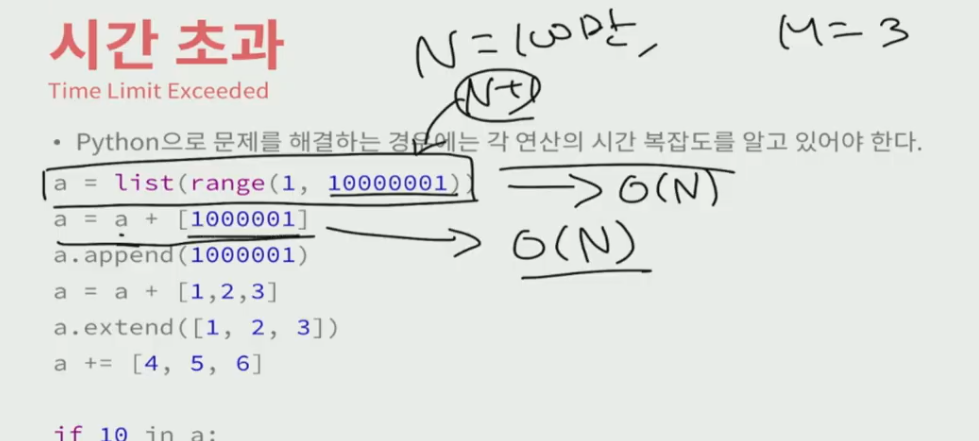 시간 초과
N = 100만, M = 3
Time Limit Exceeded
N+1
• Python으로 문제를 해결하는 경우에는 각 연산의 시간 복잡도를 알고 있어야 한다.
a = list(range(1, 10000001)) → O(N)
a = a + [1000001] → O(N)
a.append(1000001)
a = a + [1,2,3]
a.extend([1, 2, 3])
a += [4, 5, 6]
if 10 in a: